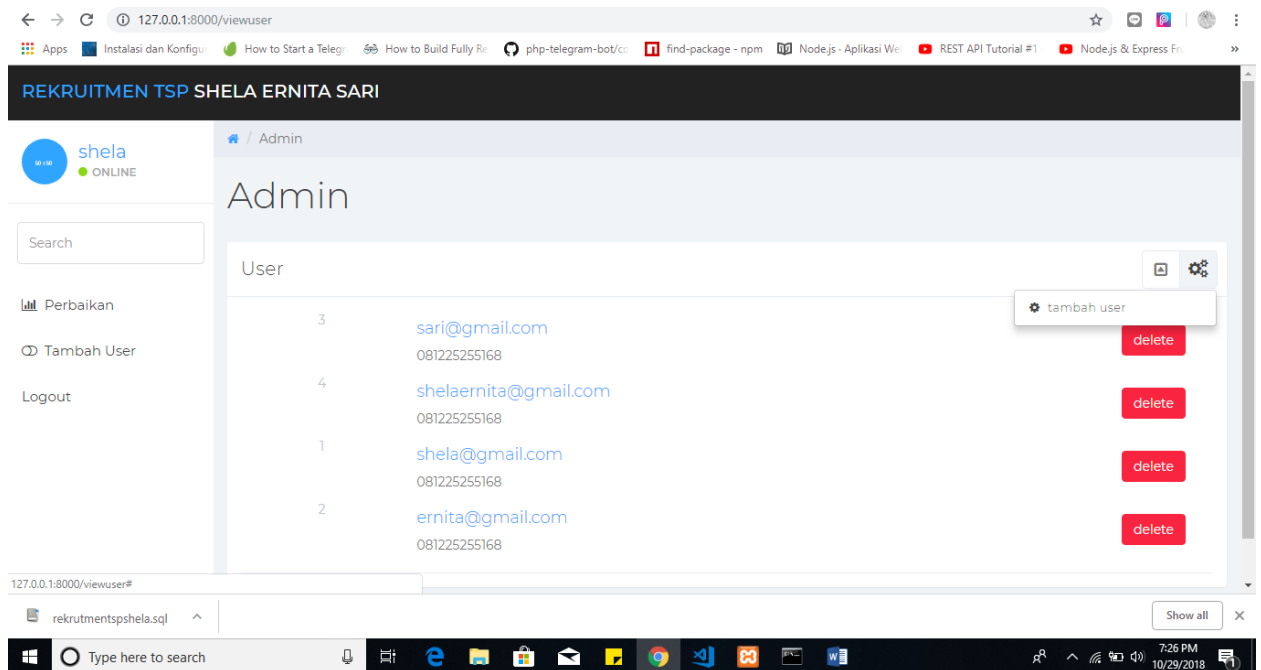 127.0.0.1:8000/viewuser
Apps Instalasi dan Konfigu How to Start a Telegr How to Build Fully Re php-telegram-bot/co find-package - npm Node.js - Aplikasi We REST API Tutorial #1 Node.js & Express Fr »
REKRUITMEN TSP SHELA ERNITA SARI
shela
50 x 50
ONLINE
/ Admin
Admin
Search
Perbaikan
Tambah User
Logout
User
tambah user
3
sari@gmail.com
081225255168
delete
4
shelaernita@gmail.com
081225255168
delete
1
shela@gmail.com
081225255168
delete
2
ernita@gmail.com
081225255168
delete
127.0.0.1:8000/viewuser#
rekrutmentspshela.sql
Show all
Type here to search
7:26 PM
10/29/2018
1